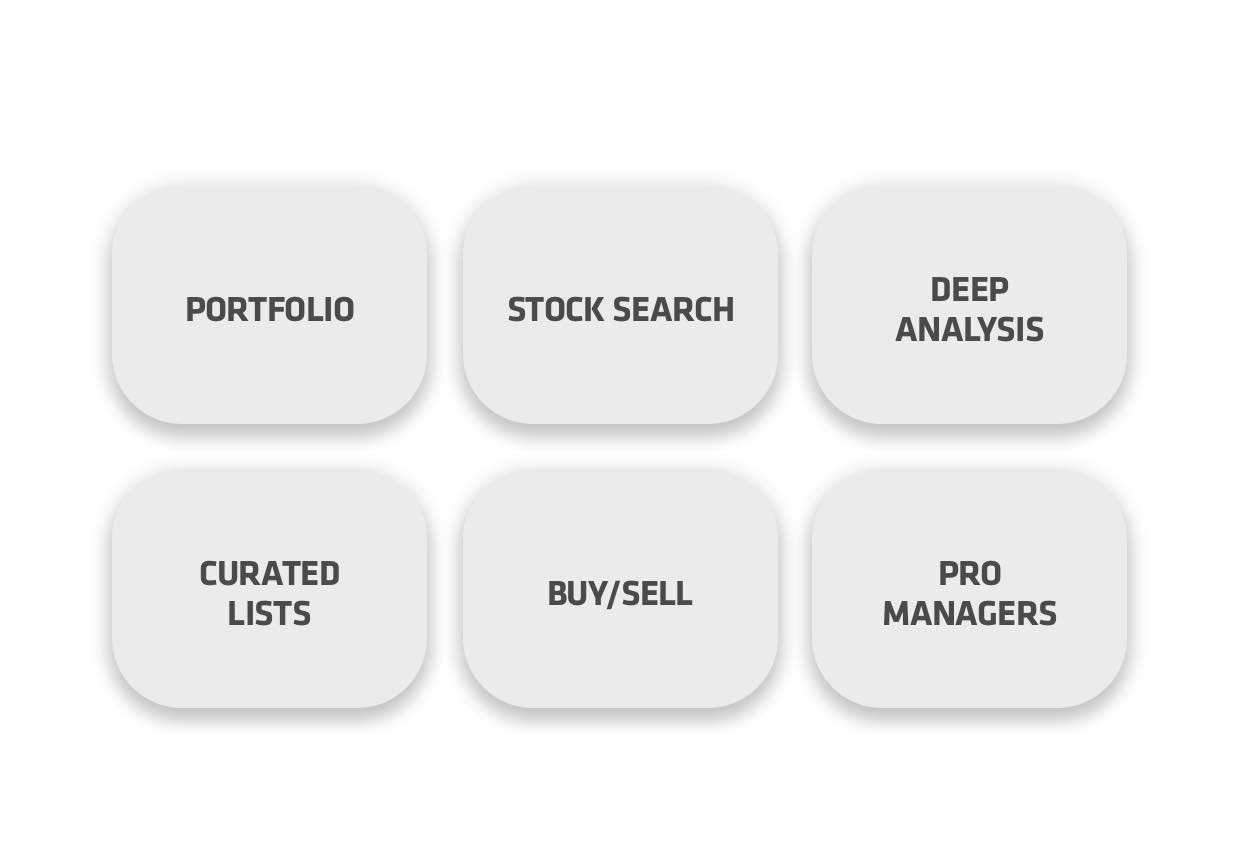 PORTFOLIO
STOCK SEARCH
DEEP
ANALYSIS
CURATED
LISTS
BUY/SELL
PRO
MANAGERS